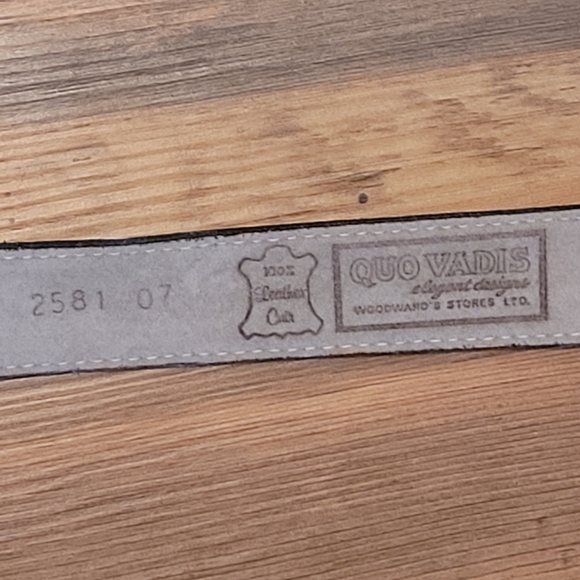 2581 07
100%
Leather
Cuir
QUO VADIS
elegant designs
WOODWARD'S STORES LTD.